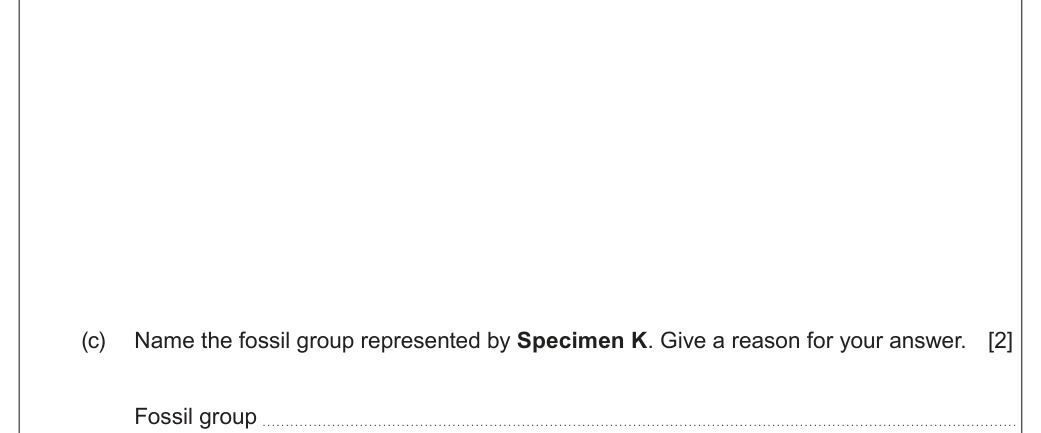 (c) Name the fossil group represented by Specimen K. Give a reason for your answer. [2]
Fossil group ................................................................